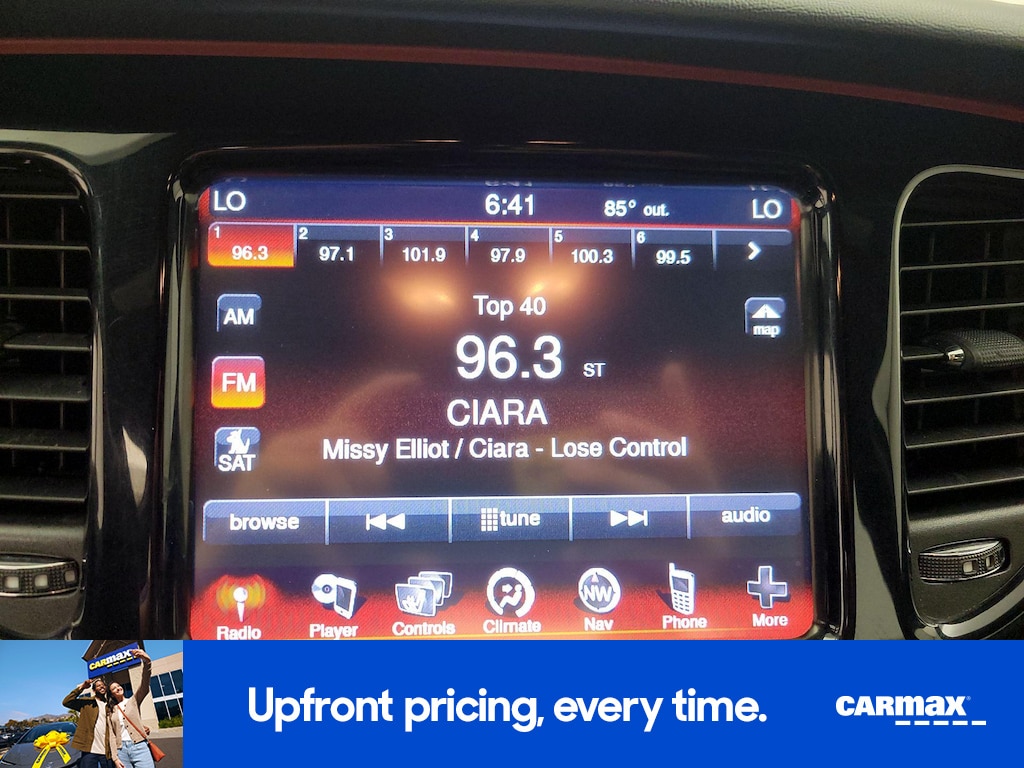 LO 6:41 85° out. LO
1 96.3 2 97.1 3 101.9 4 97.9 5 100.3 6 99.5
AM Top 40 map
96.3 ST
FM
CIARA
Missy Elliot / Ciara - Lose Control
SAT
browse tune audio
Radio Player Controls Climate NW Nav Phone More
CARMAX
Upfront pricing, every time. CARMAX